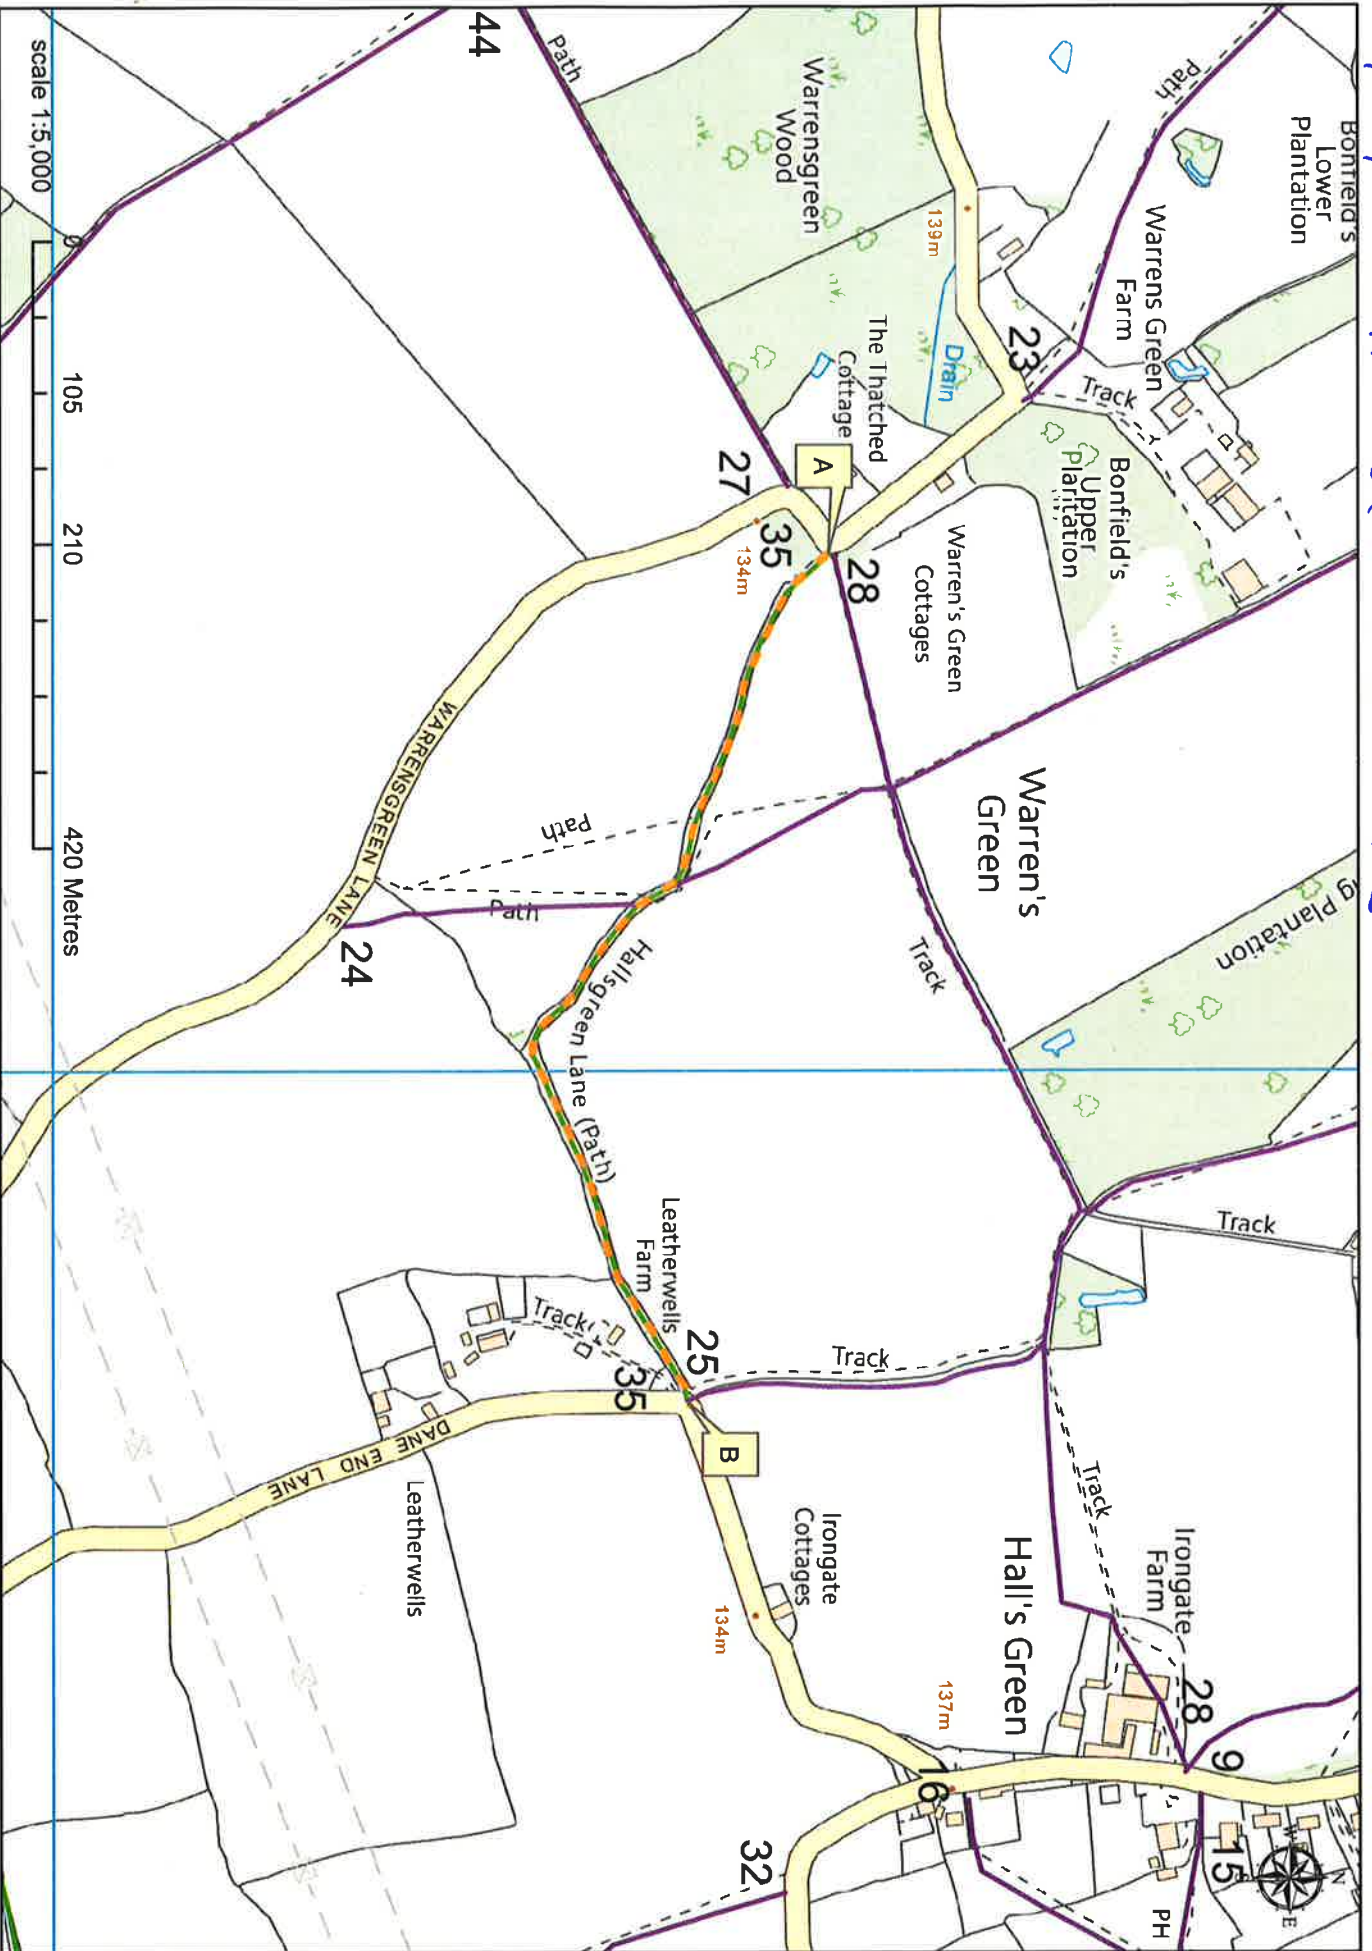 Bonfield's
Lower
Plantation
Path
Warrens Green
Farm
Track
Bonfield's
Upper
Plantation
23
139m
Drain
Warrensgreen
Wood
The Thatched
Cottage
Path
44
27
A
35
134m
28
Warren's Green
Cottages
Warren's
Green
g Plantation
Track
Track
WARRENSGREEN LANE
Path
Path
24
Hallsgreen Lane (Path)
Leatherwells
Farm
Track
25
35
Track
B
DANE END LANE
Leatherwells
Irongate
Cottages
134m
Track
Irongate
Farm
Hall's Green
137m
28
9
16
15
32
PH
N
E
W
scale 1:5,000
0
105
210
420 Metres